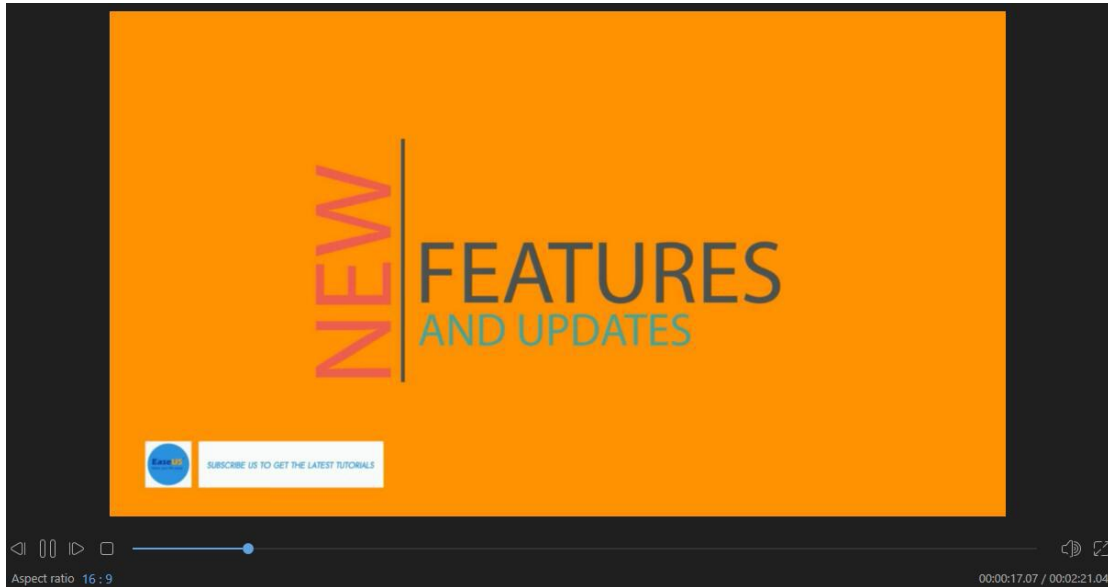 NEW
FEATURES
AND UPDATES
EaseUS
SUBSCRIBE US TO GET THE LATEST TUTORIALS
Aspect ratio 16 : 9
00:00:17.07 / 00:02:21.04